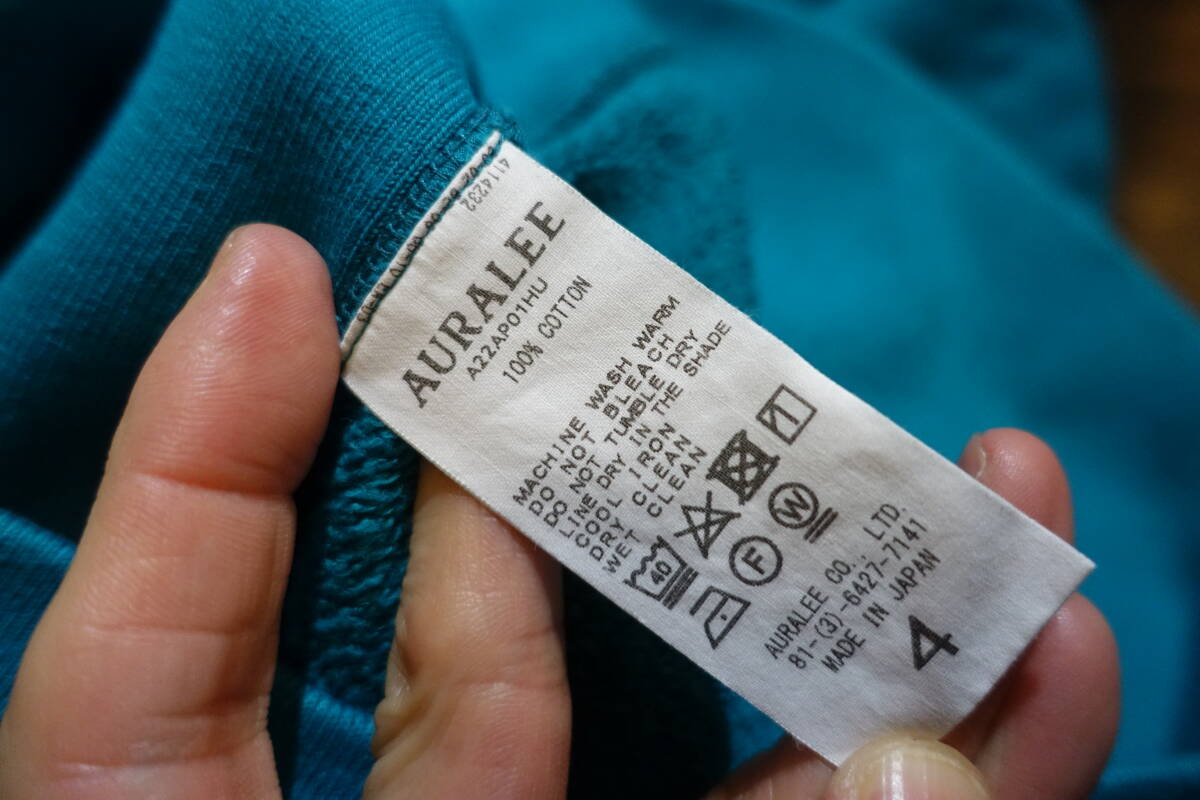 4114232
AURALEE
A22AP01HU
100% COTTON
MACHINE WASH WARM
DO NOT BLEACH
DO NOT TUMBLE DRY
LINE DRY IN THE SHADE
COOL IRON
DRY CLEAN
WET CLEAN
40
F
W
AURALEE CO., LTD.
81-(3)-6427-7141
MADE IN JAPAN
4